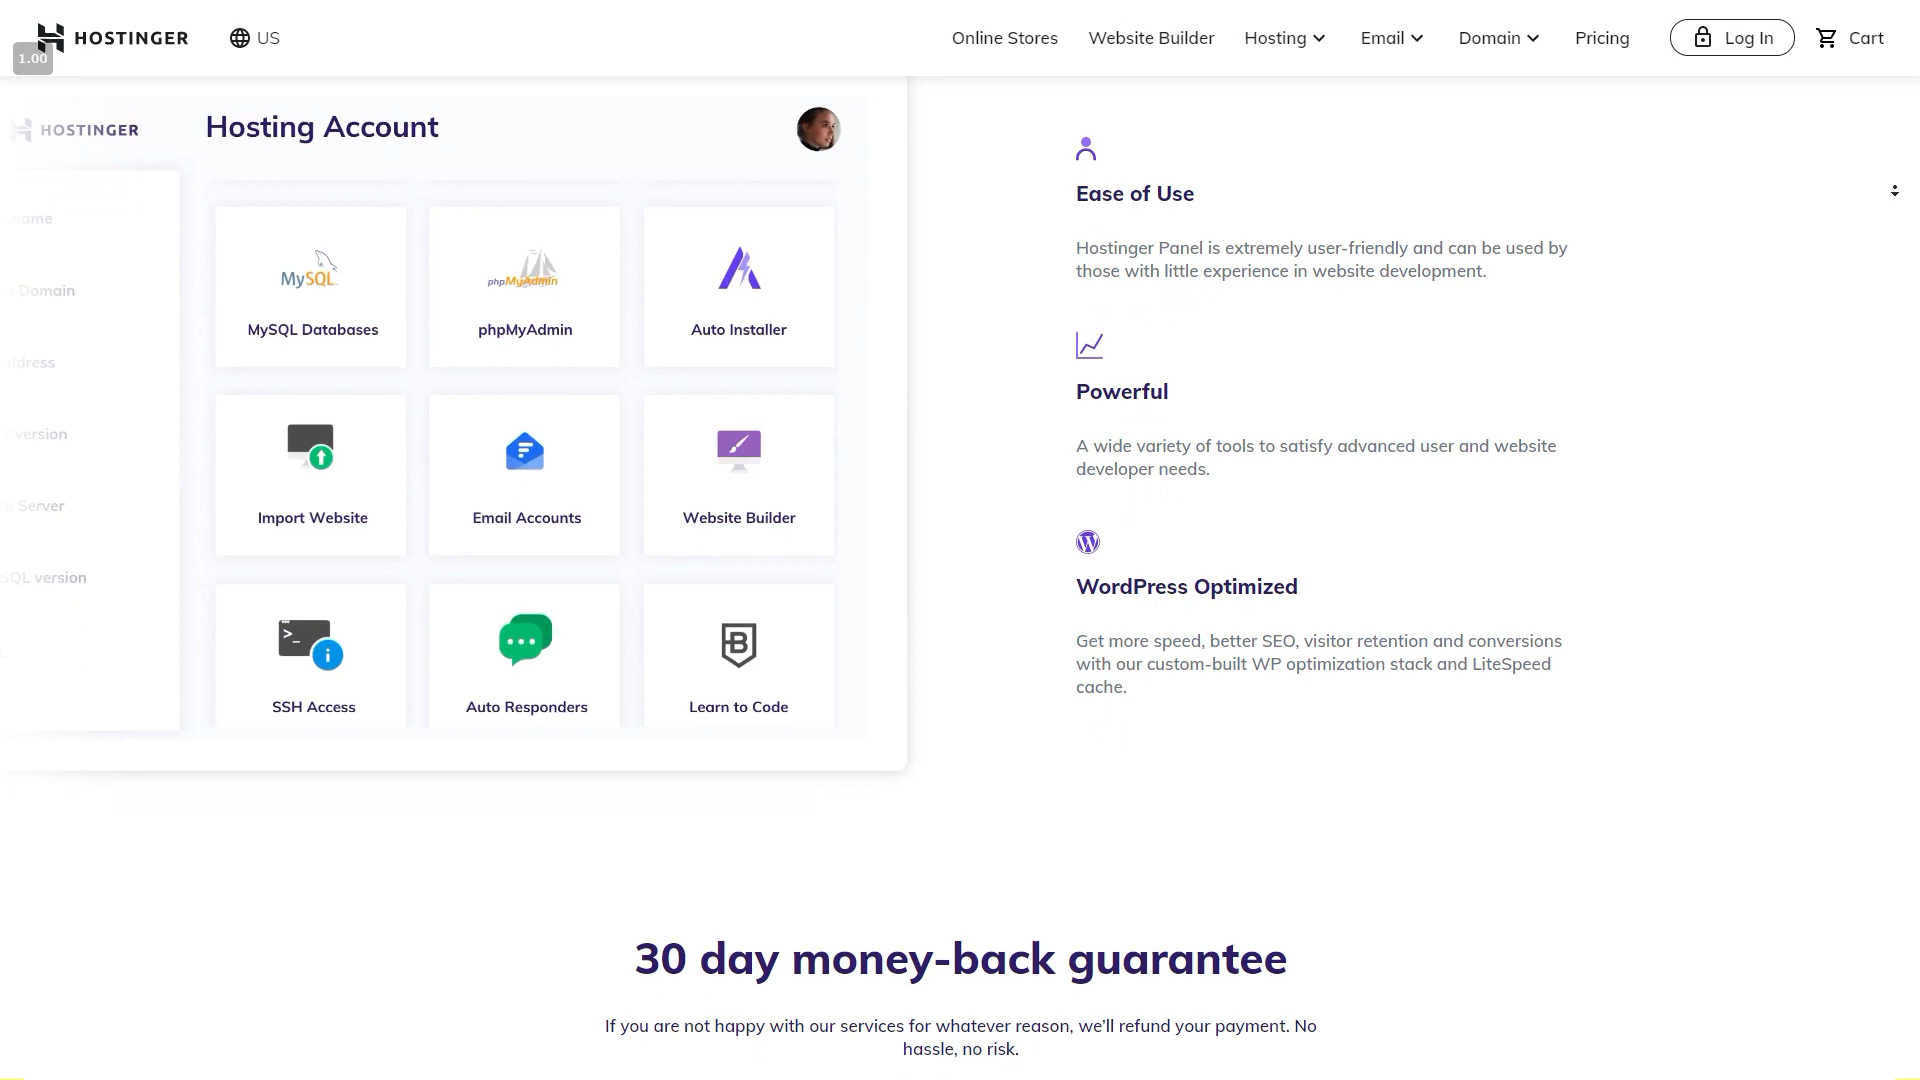 HOSTINGER
US
Online Stores
Website Builder
Hosting
Email
Domain
Pricing
Log In
Cart
1.00
HOSTINGER
Hosting Account
name
Domain
address
version
Server
SQL version
MySQL
MySQL Databases
phpMyAdmin
phpMyAdmin
Auto Installer
Import Website
Email Accounts
Website Builder
SSH Access
Auto Responders
B
Learn to Code
Ease of Use
Hostinger Panel is extremely user-friendly and can be used by
those with little experience in website development.
Powerful
A wide variety of tools to satisfy advanced user and website
developer needs.
WordPress Optimized
Get more speed, better SEO, visitor retention and conversions
with our custom-built WP optimization stack and LiteSpeed
cache.
30 day money-back guarantee
If you are not happy with our services for whatever reason, we’ll refund your payment. No
hassle, no risk.